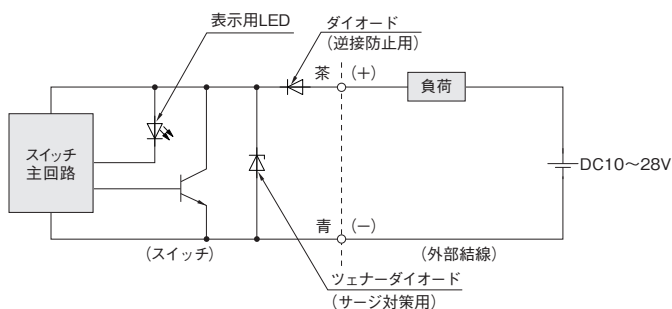 表示用LED
ダイオード
(逆接防止用)
茶
(+)
負荷
スイッチ
主回路
DC10〜28V
青
(−)
(スイッチ)
(外部結線)
ツェナーダイオード
(サージ対策用)